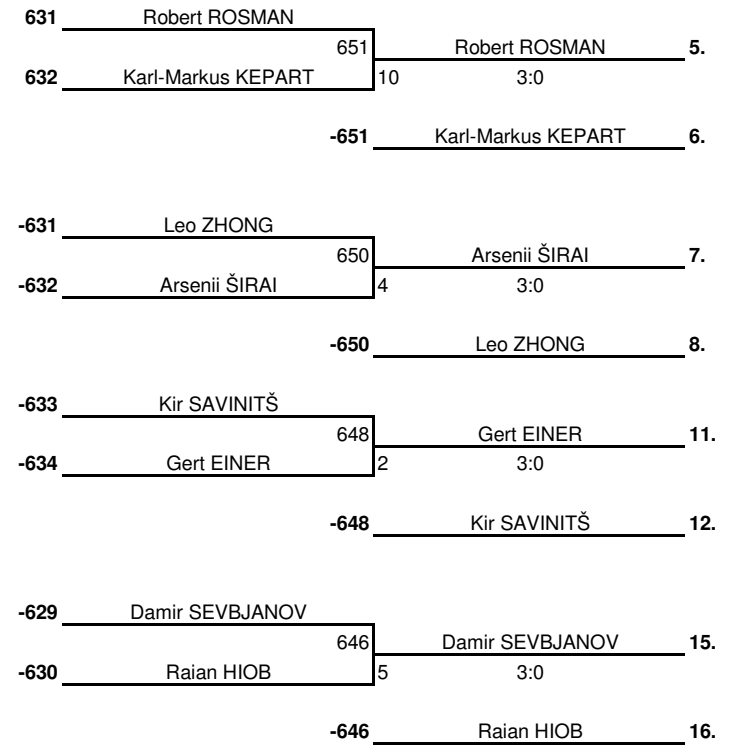 631 Robert ROSMAN
651 Robert ROSMAN 5.
632 Karl-Markus KEPART 10 3:0
-651 Karl-Markus KEPART 6.
-631 Leo ZHONG
650 Arsenii ŠIRAI 7.
-632 Arsenii ŠIRAI 4 3:0
-650 Leo ZHONG 8.
-633 Kir SAVINITŠ
648 Gert EINER 11.
-634 Gert EINER 2 3:0
-648 Kir SAVINITŠ 12.
-629 Damir SEVBJANOV
646 Damir SEVBJANOV 15.
-630 Raian HIOB 5 3:0
-646 Raian HIOB 16.